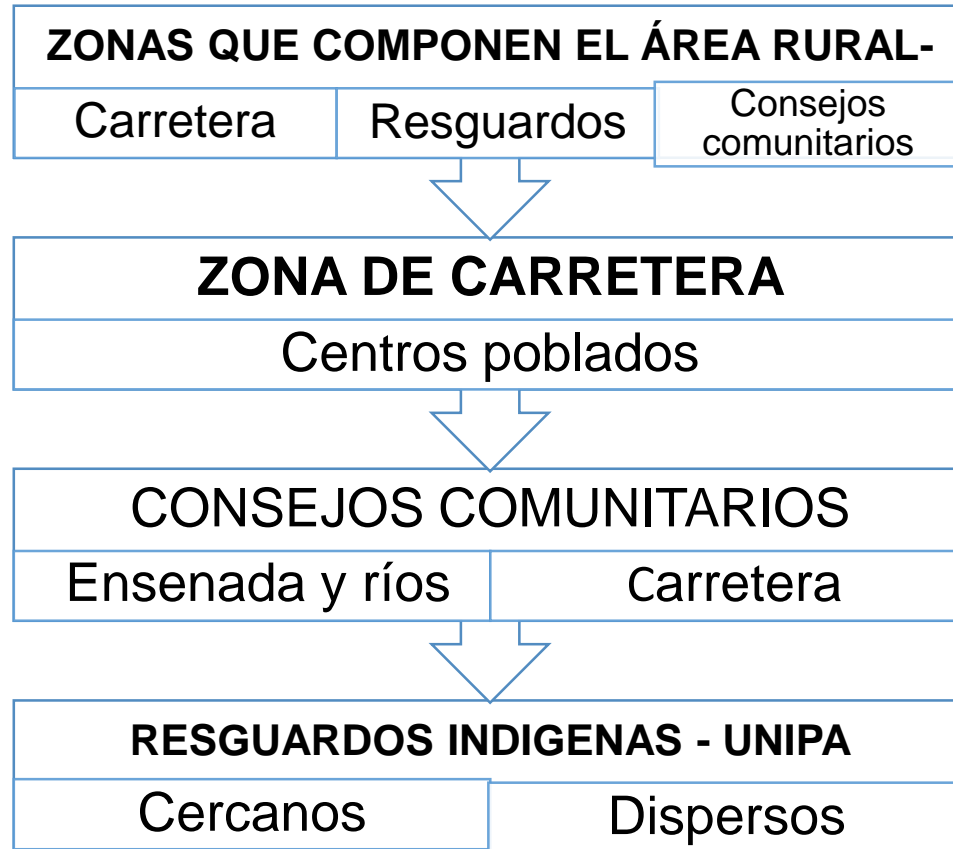 ZONAS QUE COMPONEN EL ÁREA RURAL-
Carretera
Resguardos
Consejos
comunitarios
ZONA DE CARRETERA
Centros poblados
CONSEJOS COMUNITARIOS
Ensenada y ríos
Carretera
RESGUARDOS INDIGENAS - UNIPA
Cercanos
Dispersos